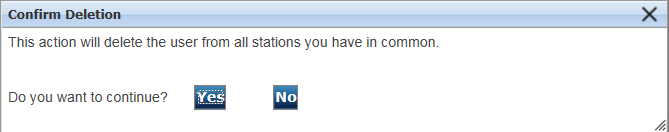 Confirm Deletion
This action will delete the user from all stations you have in common.
Do you want to continue? Yes No